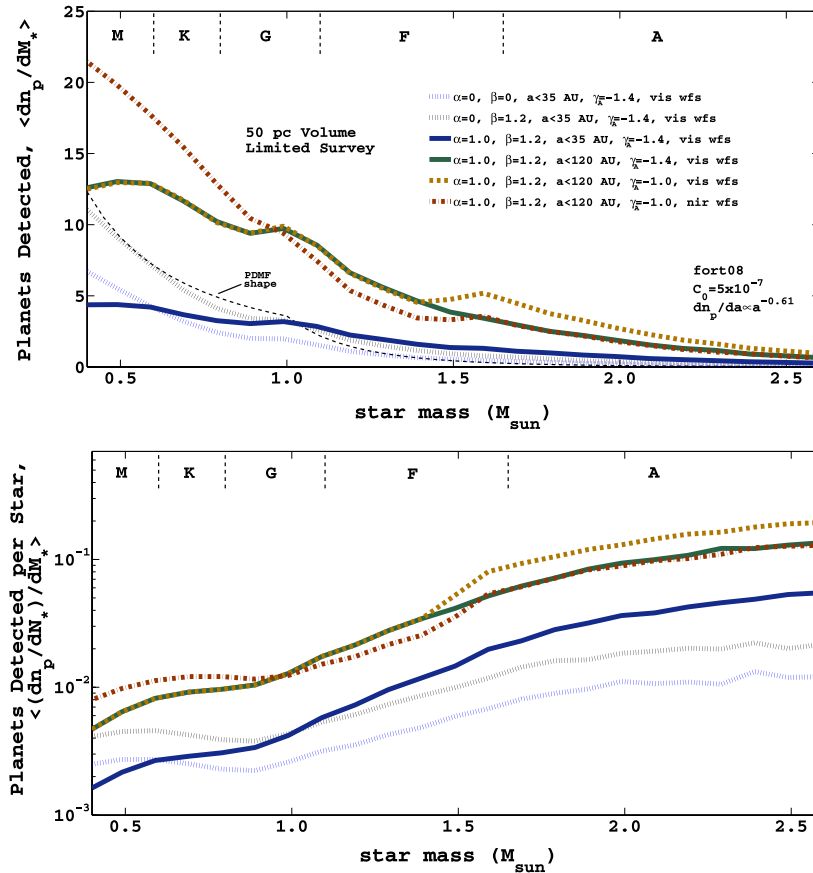 M K G F A
Planets Detected, <dn_p/dM_*>
25
20
15
10
5
0
α=0, β=0, a<35 AU, γ_A=-1.4, vis wfs
α=0, β=1.2, a<35 AU, γ_A=-1.4, vis wfs
α=1.0, β=1.2, a<35 AU, γ_A=-1.4, vis wfs
α=1.0, β=1.2, a<120 AU, γ_A=-1.4, vis wfs
α=1.0, β=1.2, a<120 AU, γ_A=-1.0, vis wfs
α=1.0, β=1.2, a<120 AU, γ_A=-1.0, nir wfs
50 pc Volume
Limited Survey
PDMF
shape
fort08
C_0=5x10^-7
dn_p/da∝a^-0.61
0.5 1.0 1.5 2.0 2.5
star mass (M_sun)
M K G F A
Planets Detected per Star,
<(dn_p/dN_*)/dM_*>
10^-1
10^-2
10^-3
0.5 1.0 1.5 2.0 2.5
star mass (M_sun)